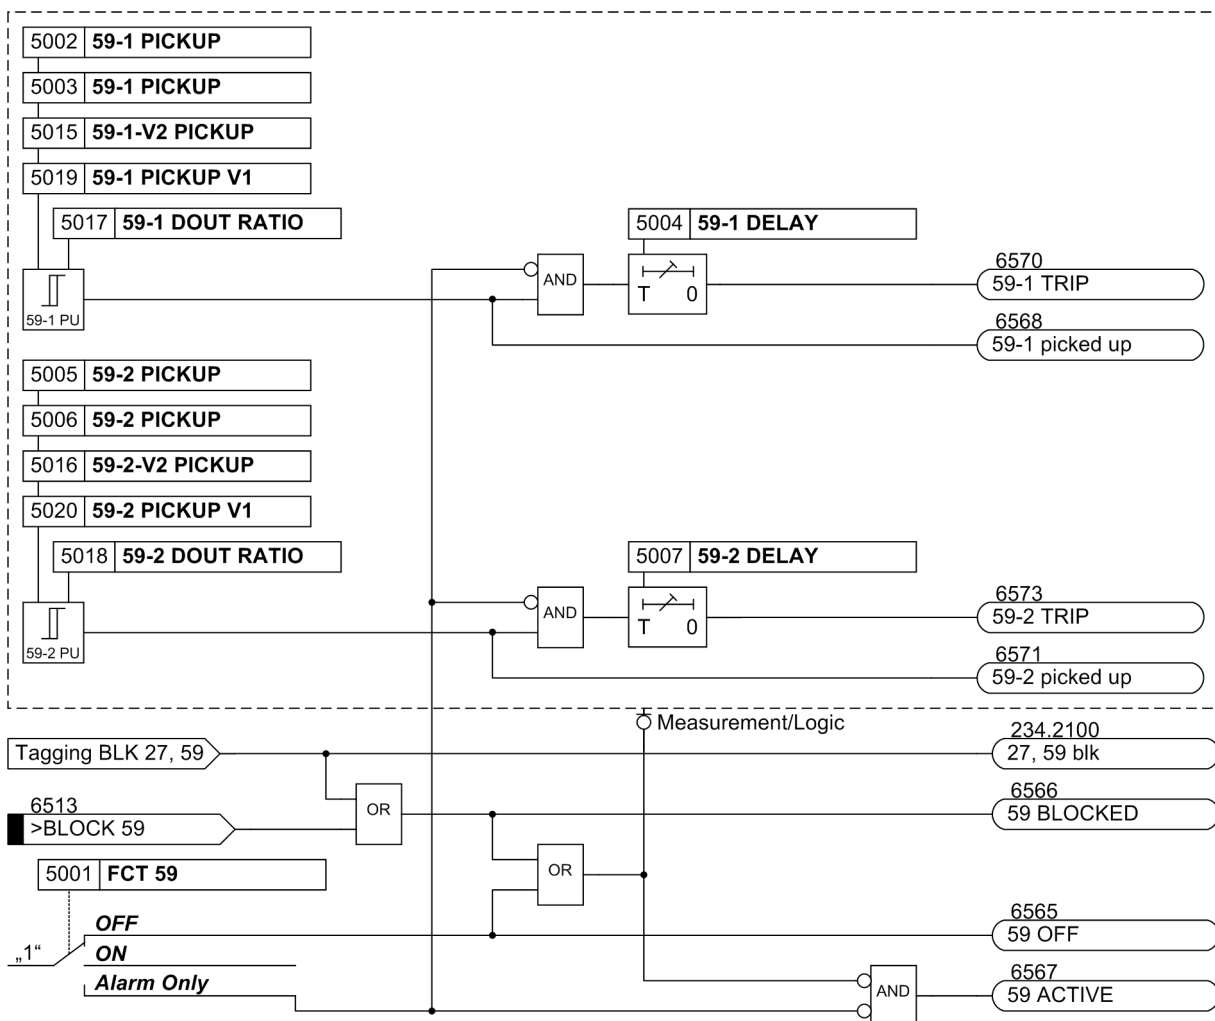 5002 59-1 PICKUP
5003 59-1 PICKUP
5015 59-1-V2 PICKUP
5019 59-1 PICKUP V1
5017 59-1 DOUT RATIO
5004 59-1 DELAY
59-1 PU
AND
T 0
6570
59-1 TRIP
6568
59-1 picked up
5005 59-2 PICKUP
5006 59-2 PICKUP
5016 59-2-V2 PICKUP
5020 59-2 PICKUP V1
5018 59-2 DOUT RATIO
5007 59-2 DELAY
59-2 PU
AND
T 0
6573
59-2 TRIP
6571
59-2 picked up
Measurement/Logic
Tagging BLK 27, 59
234.2100
27, 59 blk
OR
6513
>BLOCK 59
6566
59 BLOCKED
5001 FCT 59
OR
OFF
6565
59 OFF
„1“
ON
Alarm Only
AND
6567
59 ACTIVE